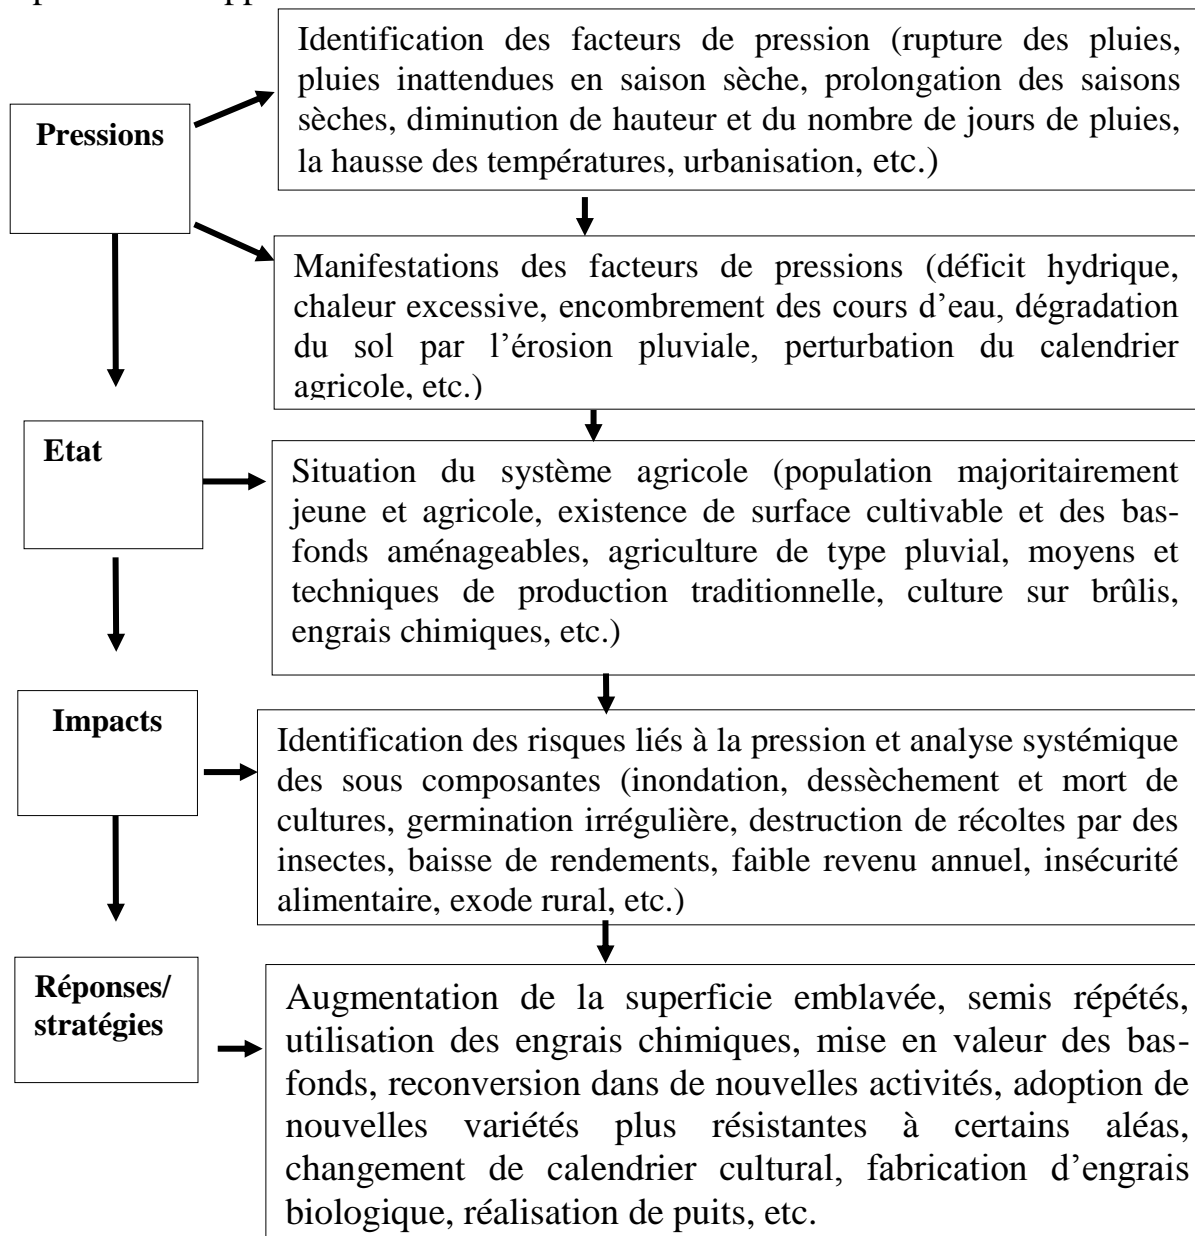 Identification des facteurs de pression (rupture des pluies,
pluies inattendues en saison sèche, prolongation des saisons
sèches, diminution de hauteur et du nombre de jours de pluies,
la hausse des températures, urbanisation, etc.)
Pressions
Manifestations des facteurs de pressions (déficit hydrique,
chaleur excessive, encombrement des cours d’eau, dégradation
du sol par l’érosion pluviale, perturbation du calendrier
agricole, etc.)
Etat
Situation du système agricole (population majoritairement
jeune et agricole, existence de surface cultivable et des bas-
fonds aménageables, agriculture de type pluvial, moyens et
techniques de production traditionnelle, culture sur brûlis,
engrais chimiques, etc.)
Impacts
Identification des risques liés à la pression et analyse systémique
des sous composantes (inondation, dessèchement et mort de
cultures, germination irrégulière, destruction de récoltes par des
insectes, baisse de rendements, faible revenu annuel, insécurité
alimentaire, exode rural, etc.)
Réponses/
stratégies
Augmentation de la superficie emblavée, semis répétés,
utilisation des engrais chimiques, mise en valeur des bas-
fonds, reconversion dans de nouvelles activités, adoption de
nouvelles variétés plus résistantes à certains aléas,
changement de calendrier cultural, fabrication d’engrais
biologique, réalisation de puits, etc.